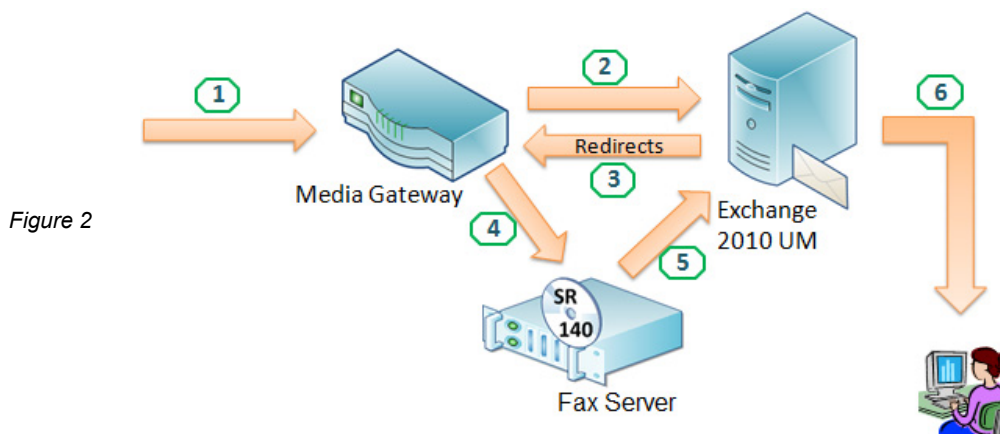 1
2
6
Redirects
3
Media Gateway
Figure 2
4
Exchange
2010 UM
5
SR
140
Fax Server